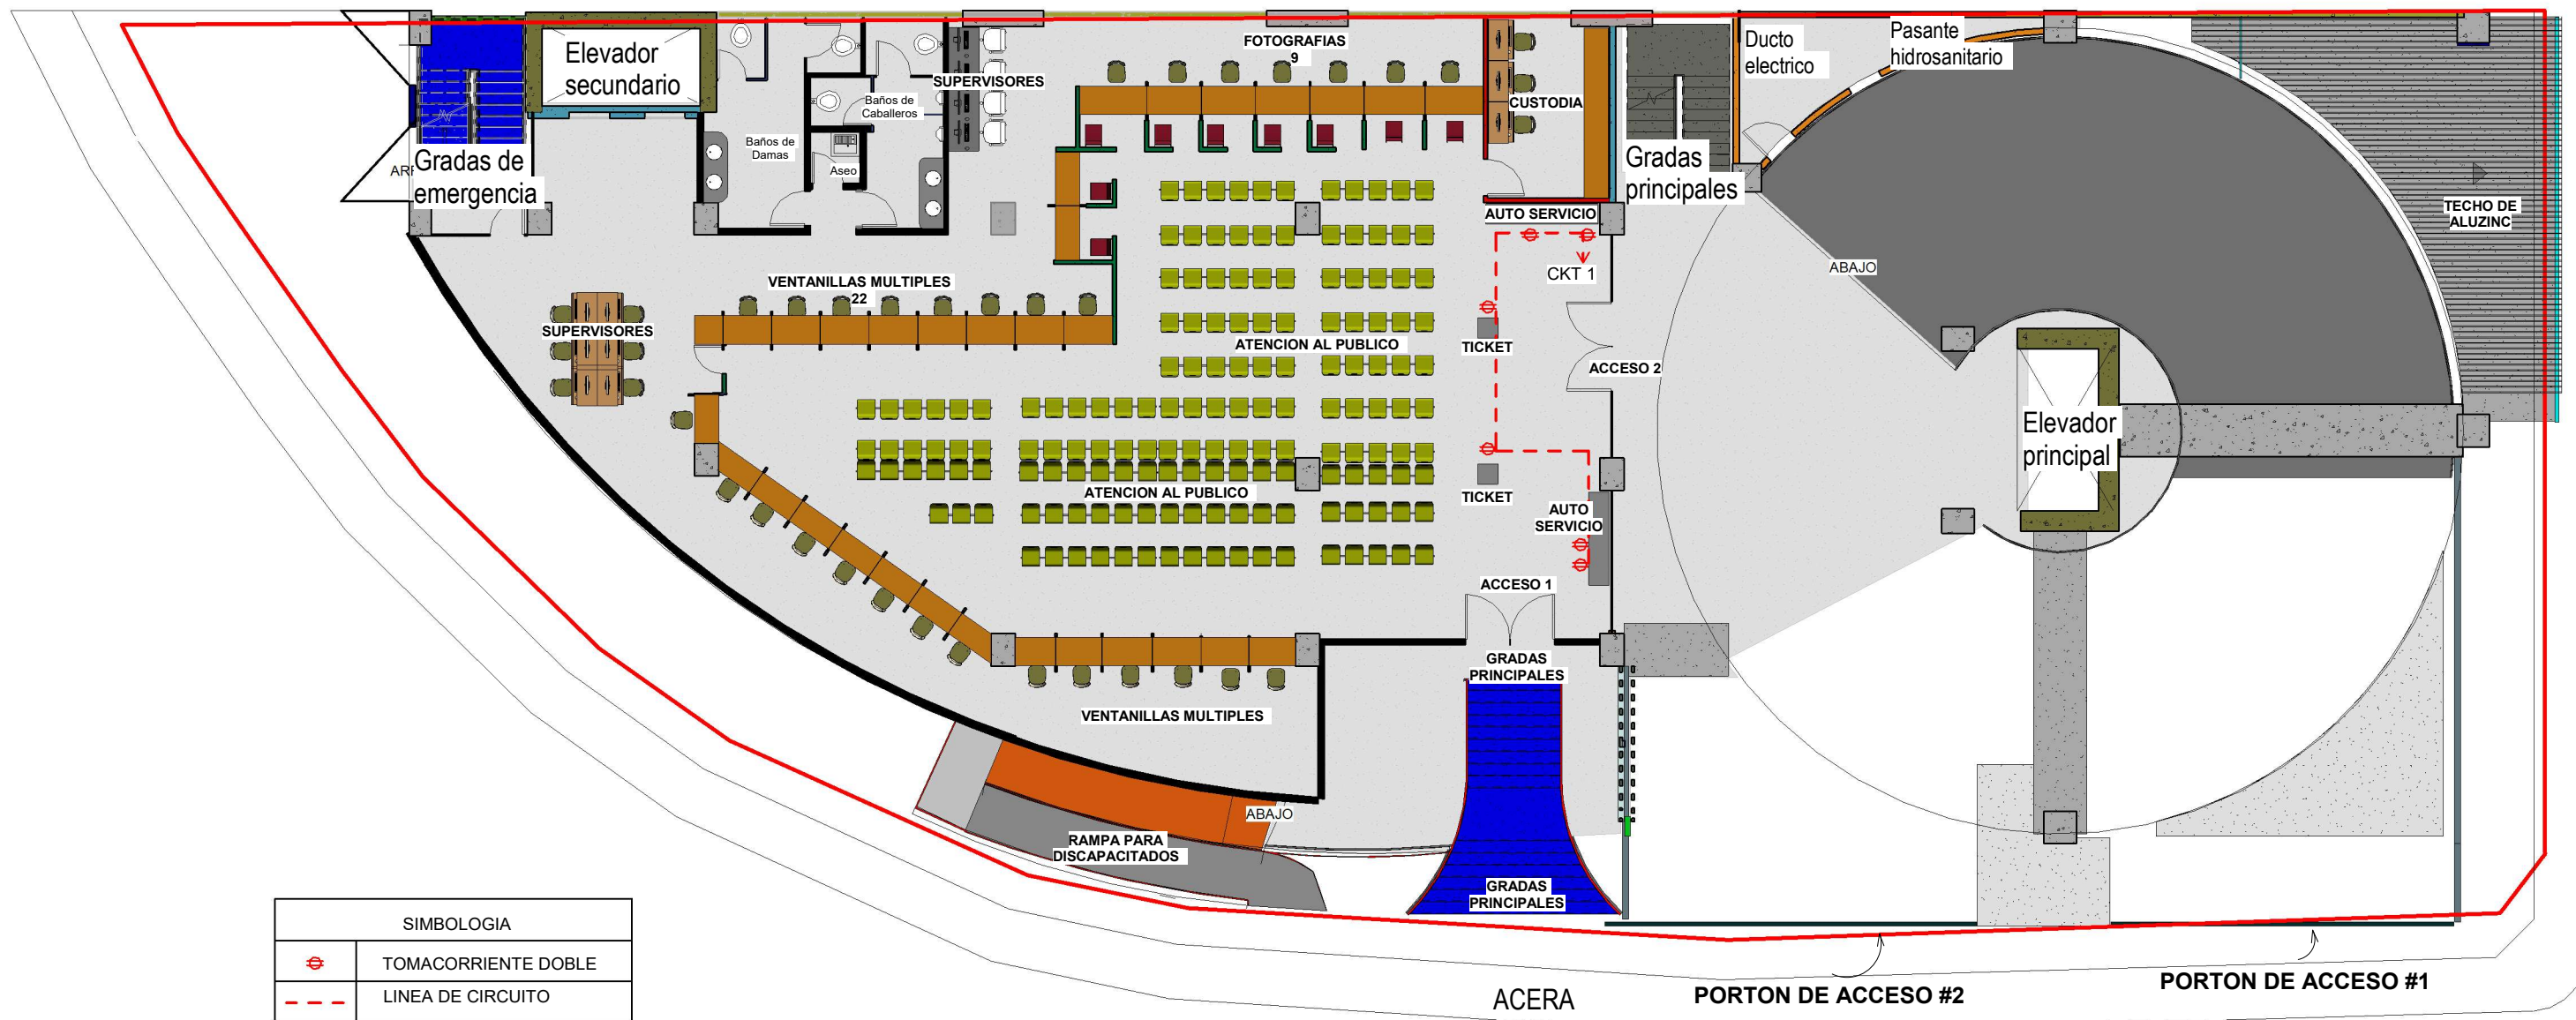 Elevador
secundario
FOTOGRAFIAS
9
Ducto
electrico
Pasante
hidrosanitario
SUPERVISORES
Baños de
Caballeros
CUSTODIA
Baños de
Damas
Aseo
Gradas de
emergencia
Gradas
principales
AUTO SERVICIO
TECHO DE
ALUZINC
CKT 1
ABAJO
VENTANILLAS MULTIPLES
22
SUPERVISORES
ATENCION AL PUBLICO
TICKET
ACCESO 2
Elevador
principal
ATENCION AL PUBLICO
TICKET
AUTO
SERVICIO
ACCESO 1
GRADAS
PRINCIPALES
VENTANILLAS MULTIPLES
ABAJO
RAMPA PARA
DISCAPACITADOS
GRADAS
PRINCIPALES
SIMBOLOGIA
TOMACORRIENTE DOBLE
LINEA DE CIRCUITO
ACERA
PORTON DE ACCESO #2
PORTON DE ACCESO #1